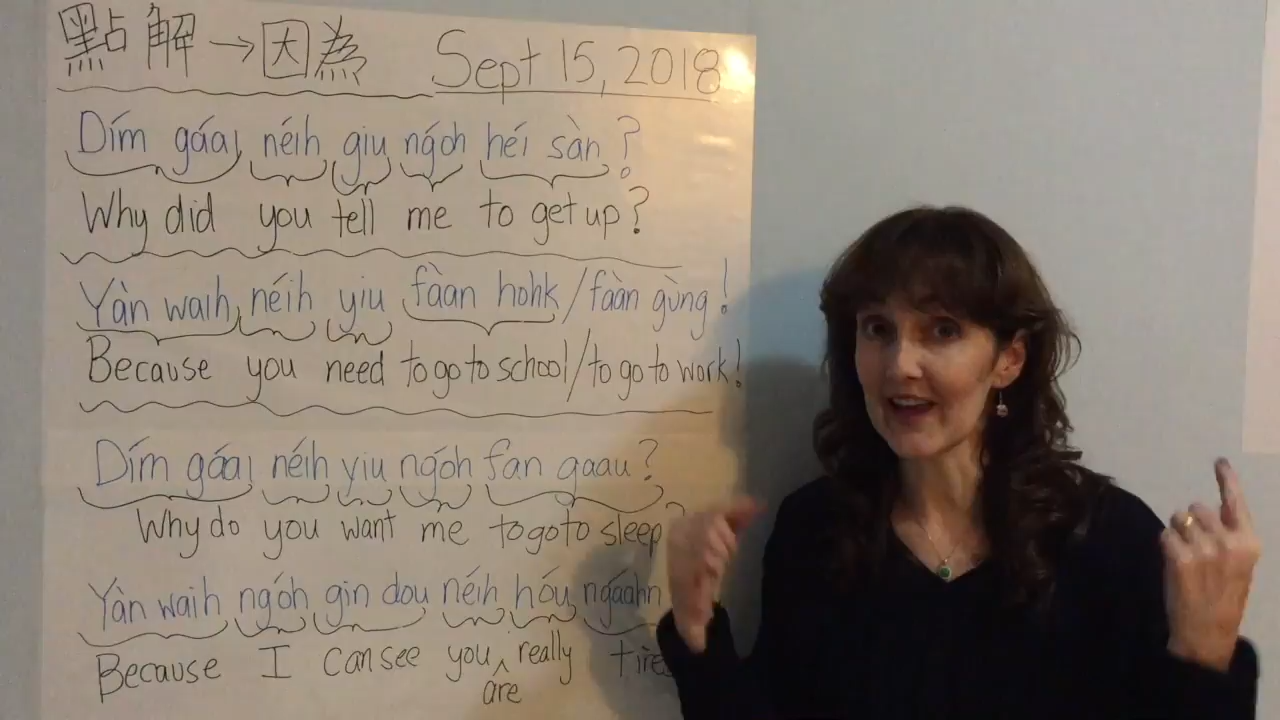 點解→因為 Sept 15, 2018
Dím gáai néih giu ngóh héi sàn?
Why did you tell me to get up?
Yàn waih néih yiu fàan hohk/fàan gùng!
Because you need to go to school/to go to work!
Dím gáai néih yiu ngóh fan gaau?
Why do you want me to go to sleep?
Yàn waih ngóh gin dou néih hóu ngáahn
Because I can see you are really